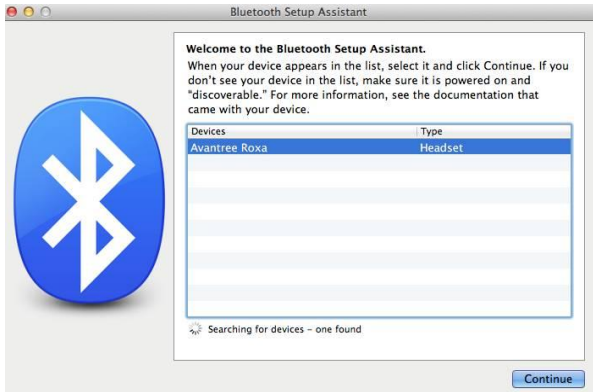 Bluetooth Setup Assistant
Welcome to the Bluetooth Setup Assistant.
When your device appears in the list, select it and click Continue. If you
don't see your device in the list, make sure it is powered on and
"discoverable." For more information, see the documentation that
came with your device.
Devices Type
Avantree Roxa Headset
Searching for devices – one found
Continue